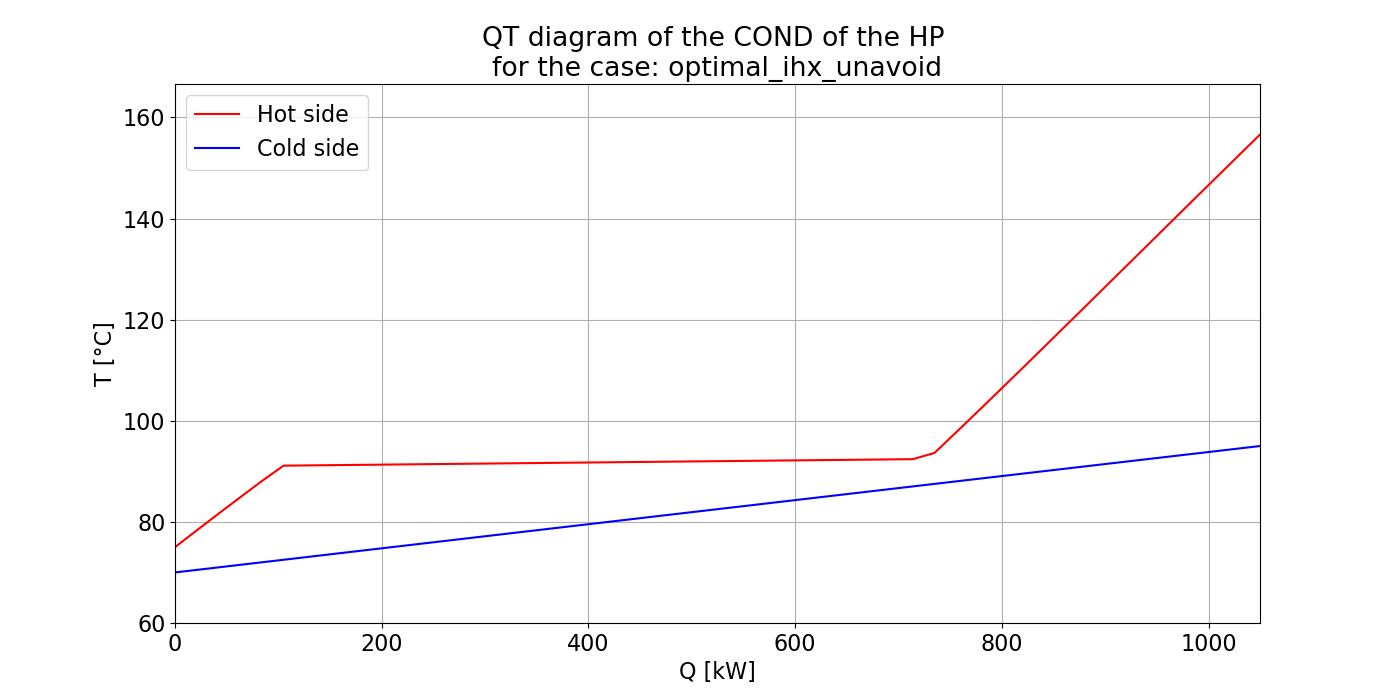 QT diagram of the COND of the HP
for the case: optimal_ihx_unavoid
Hot side
Cold side
T [°C]
160
140
120
100
80
60
0 200 400 600 800 1000
Q [kW]